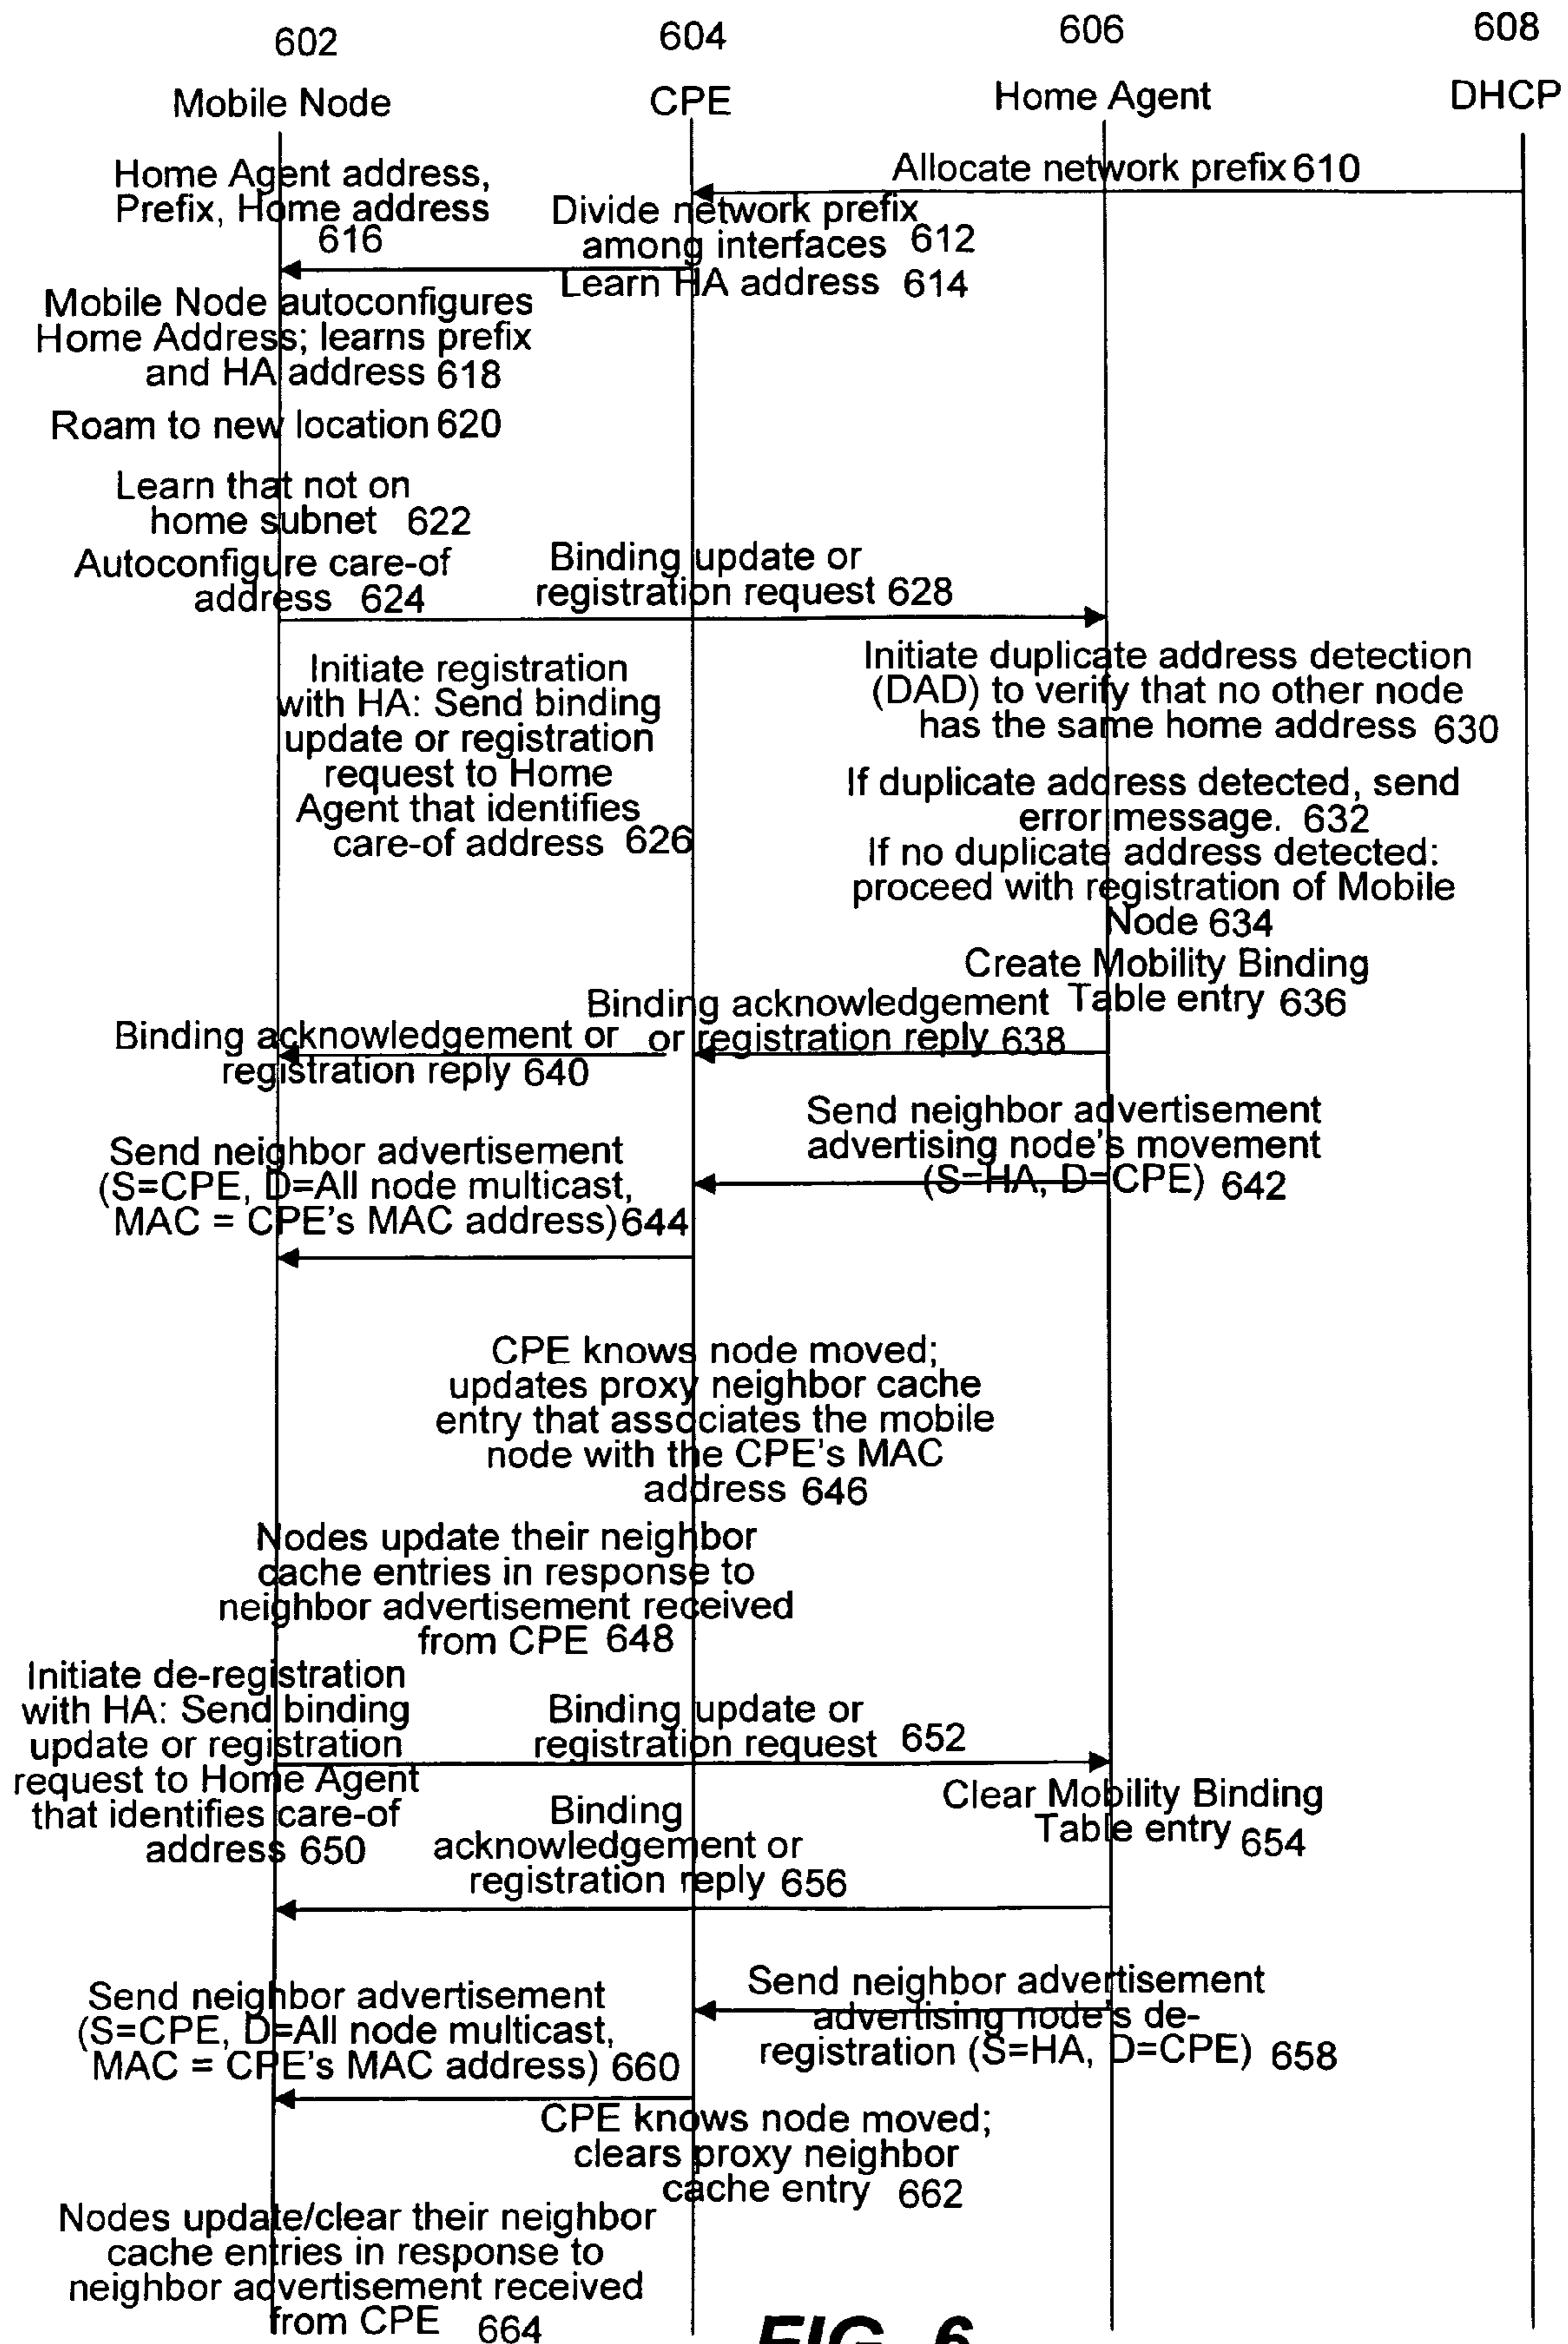 602
604
606
608
Mobile Node
CPE
Home Agent
DHCP
Allocate network prefix 610
Home Agent address,
Prefix, Home address
616
Divide network prefix
among interfaces 612
Learn HA address 614
Mobile Node autoconfigures
Home Address; learns prefix
and HA address 618
Roam to new location 620
Learn that not on
home subnet 622
Autoconfigure care-of
address 624
Binding update or
registration request 628
Initiate registration
with HA: Send binding
update or registration
request to Home
Agent that identifies
care-of address 626
Initiate duplicate address detection
(DAD) to verify that no other node
has the same home address 630
If duplicate address detected, send
error message. 632
If no duplicate address detected:
proceed with registration of Mobile
Node 634
Create Mobility Binding
Table entry 636
Binding acknowledgement
or registration reply 638
Binding acknowledgement or
registration reply 640
Send neighbor advertisement
advertising node's movement
(S=HA, D=CPE) 642
Send neighbor advertisement
(S=CPE, D=All node multicast,
MAC = CPE's MAC address) 644
CPE knows node moved;
updates proxy neighbor cache
entry that associates the mobile
node with the CPE's MAC
address 646
Nodes update their neighbor
cache entries in response to
neighbor advertisement received
from CPE 648
Initiate de-registration
with HA: Send binding
update or registration
request to Home Agent
that identifies care-of
address 650
Binding update or
registration request 652
Clear Mobility Binding
Table entry 654
Binding
acknowledgement or
registration reply 656
Send neighbor advertisement
advertising node's de-
registration (S=HA, D=CPE) 658
Send neighbor advertisement
(S=CPE, D=All node multicast,
MAC = CPE's MAC address) 660
CPE knows node moved;
clears proxy neighbor
cache entry 662
Nodes update/clear their neighbor
cache entries in response to
neighbor advertisement received
from CPE 664
FIG. 6